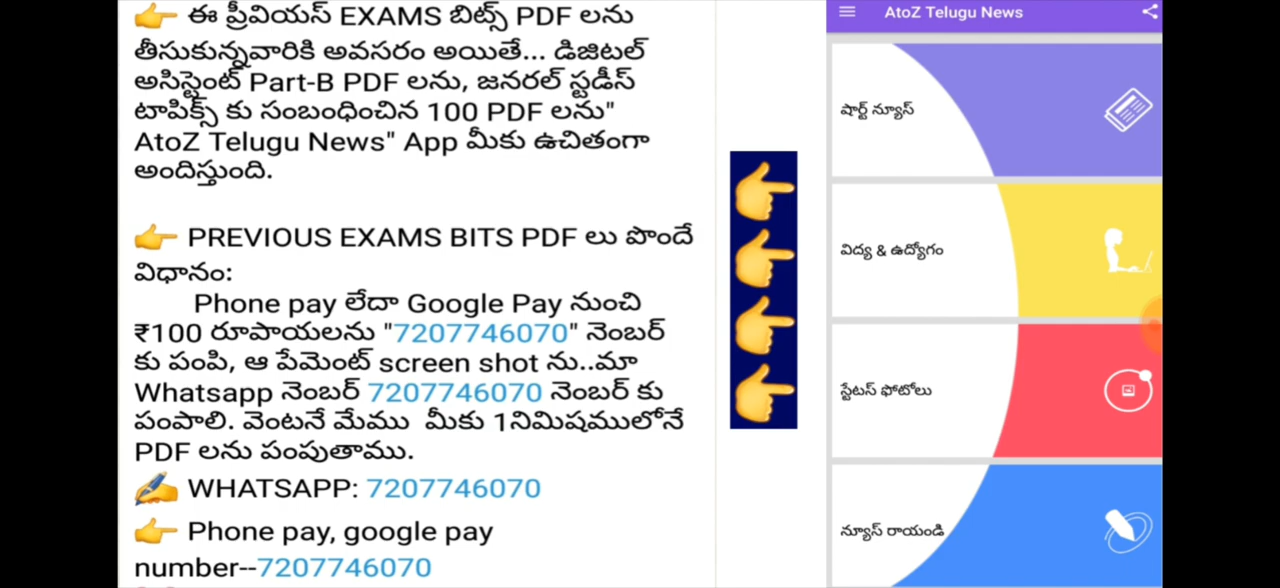 👉 ఈ ప్రీవియస్ EXAMS బిట్స్ PDF లను
తీసుకున్నవారికి అవసరం అయితే... డిజిటల్
అసిస్టెంట్ Part-B PDF లను, జనరల్ స్టడీస్
టాపిక్స్ కు సంబంధించిన 100 PDF లను"
AtoZ Telugu News" App మీకు ఉచితంగా
అందిస్తుంది.
👉 PREVIOUS EXAMS BITS PDF లు పొందే
విధానం:
Phone pay లేదా Google Pay నుంచి
₹100 రూపాయలను "7207746070" నెంబర్
కు పంపి, ఆ పేమెంట్ screen shot ను..మా
Whatsapp నెంబర్ 7207746070 నెంబర్ కు
పంపాలి. వెంటనే మేము మీకు 1నిమిషములోనే
PDF లను పంపుతాము.
✍ WHATSAPP: 7207746070
👉 Phone pay, google pay
number--7207746070
AtoZ Telugu News
షార్ట్ న్యూస్
విద్య & ఉద్యోగం
స్టేటస్ ఫోటోలు
న్యూస్ రాయండి